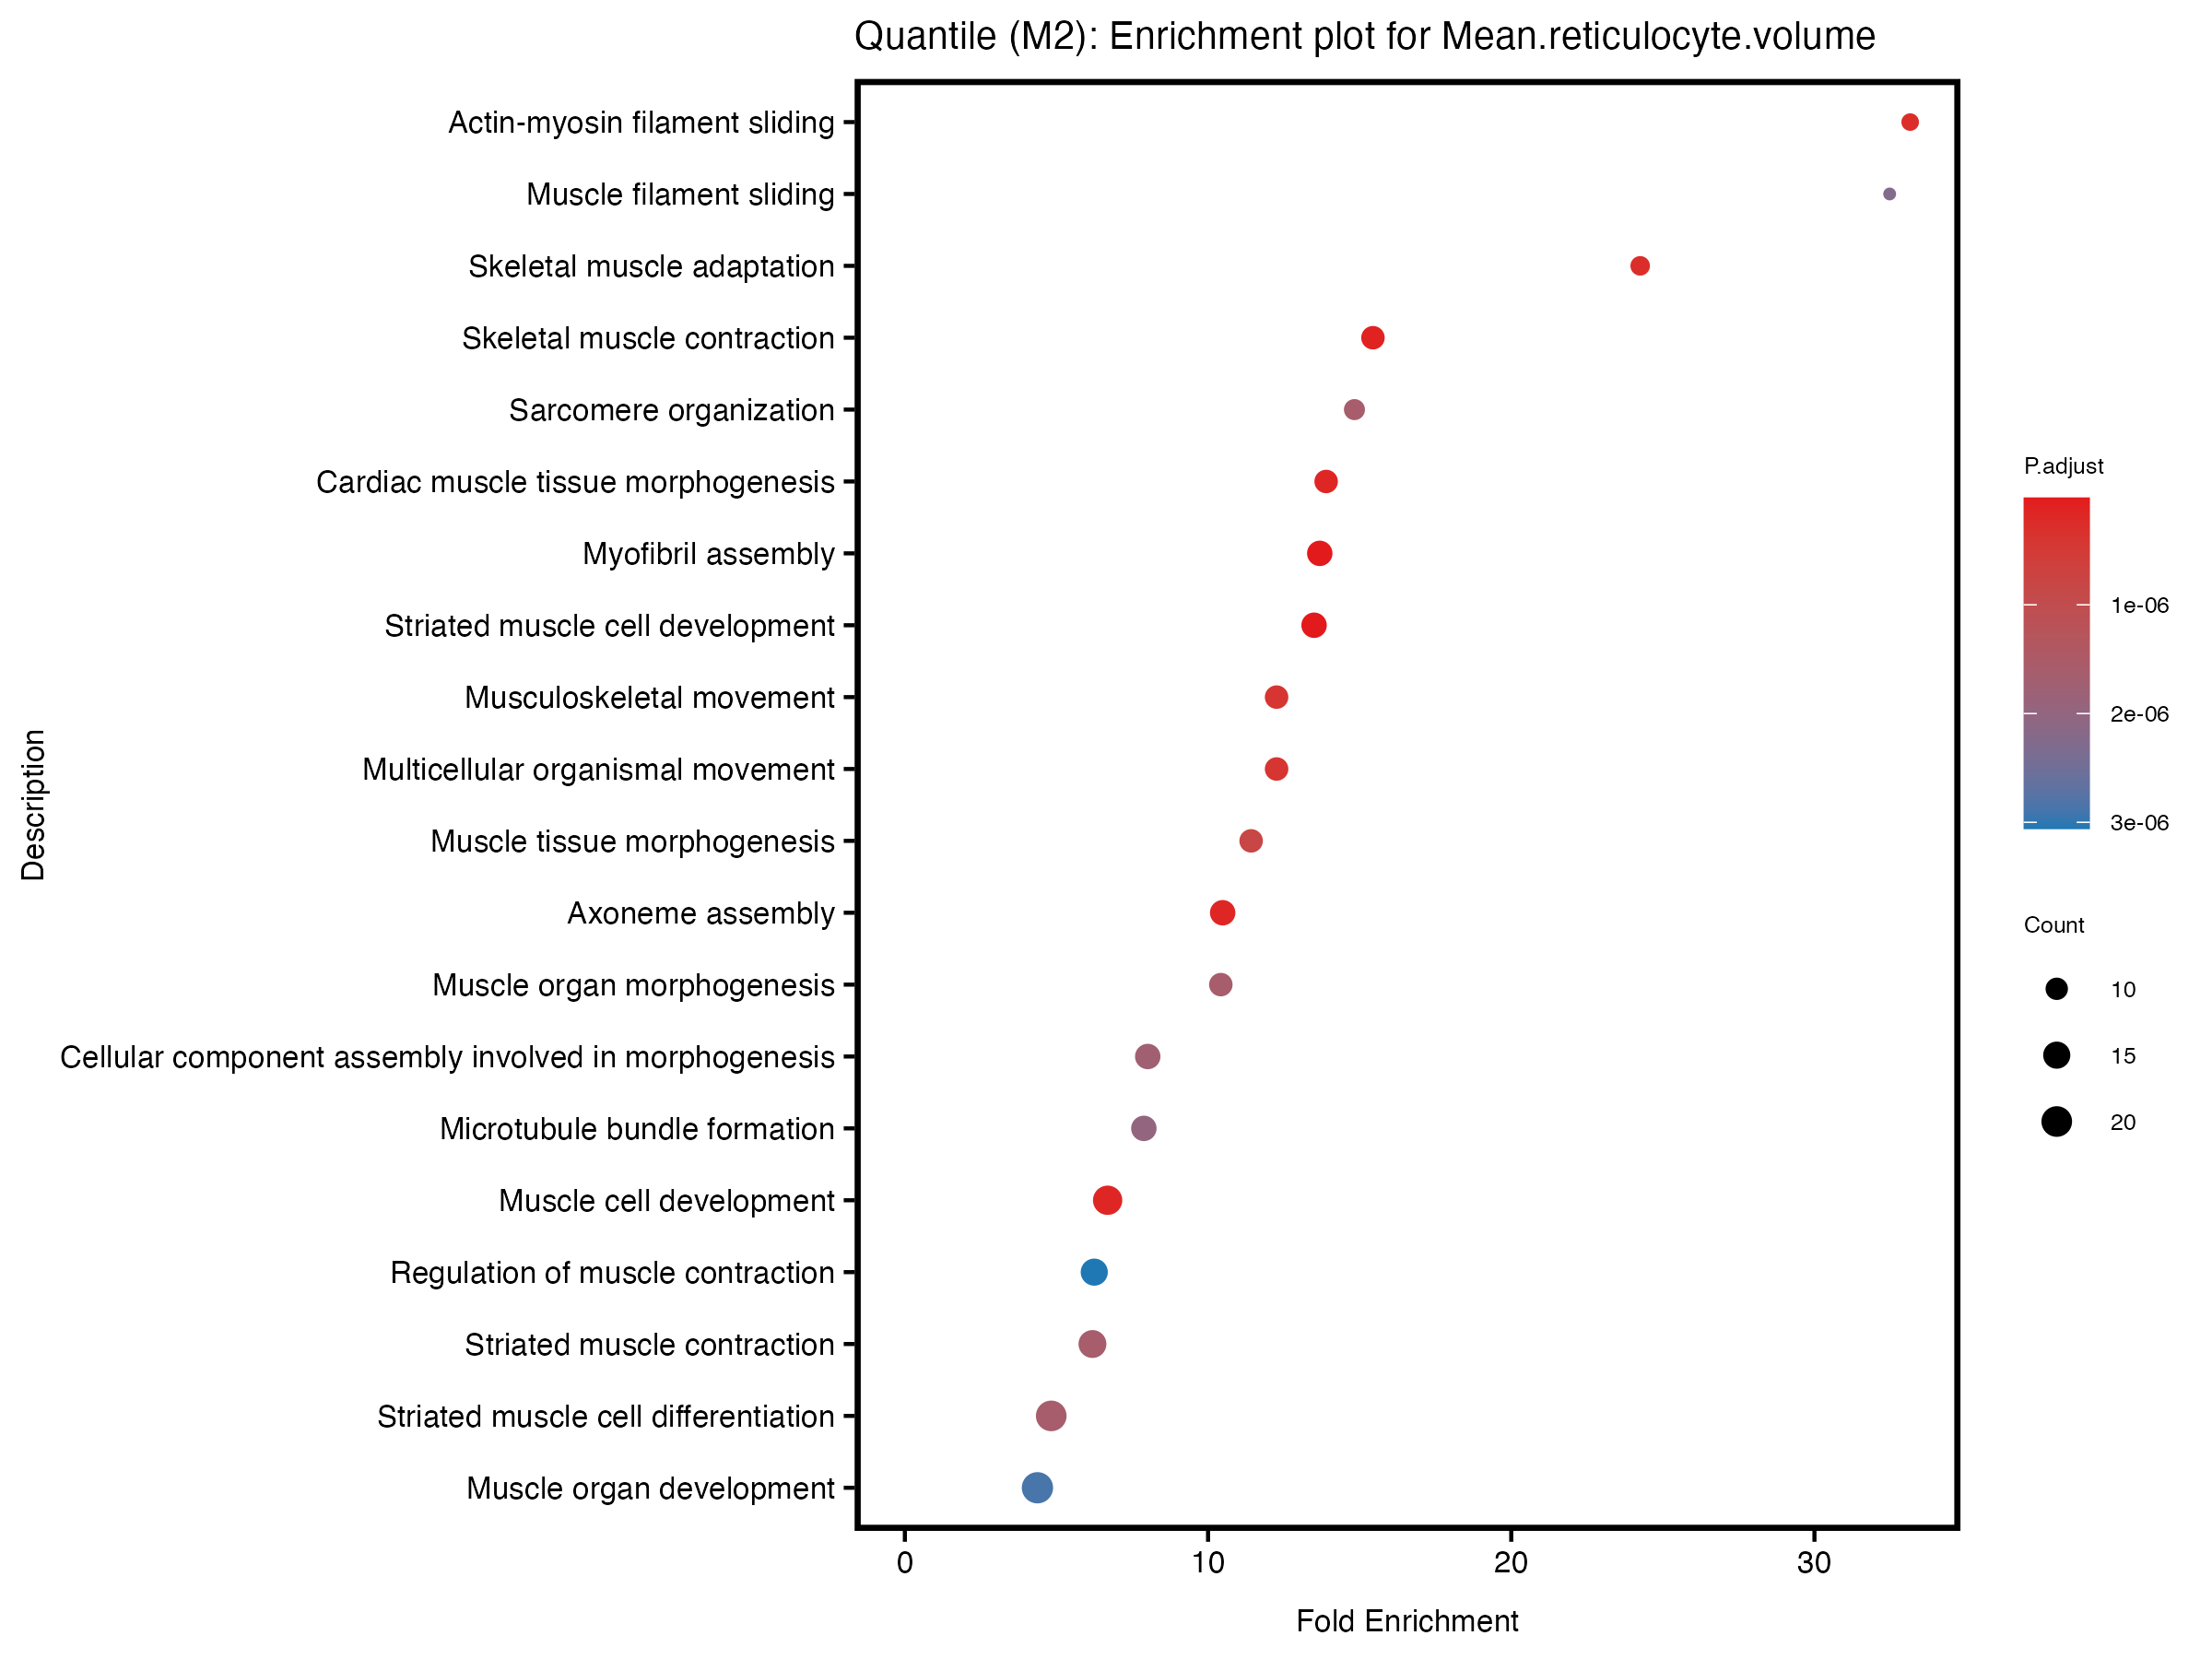 Quantile (M2): Enrichment plot for Mean.reticulocyte.volume
Description
Actin-myosin filament sliding
Muscle filament sliding
Skeletal muscle adaptation
Skeletal muscle contraction
Sarcomere organization
Cardiac muscle tissue morphogenesis
Myofibril assembly
Striated muscle cell development
Musculoskeletal movement
Multicellular organismal movement
Muscle tissue morphogenesis
Axoneme assembly
Muscle organ morphogenesis
Cellular component assembly involved in morphogenesis
Microtubule bundle formation
Muscle cell development
Regulation of muscle contraction
Striated muscle contraction
Striated muscle cell differentiation
Muscle organ development
0 10 20 30
Fold Enrichment
P.adjust
1e-06
2e-06
3e-06
Count
10
15
20